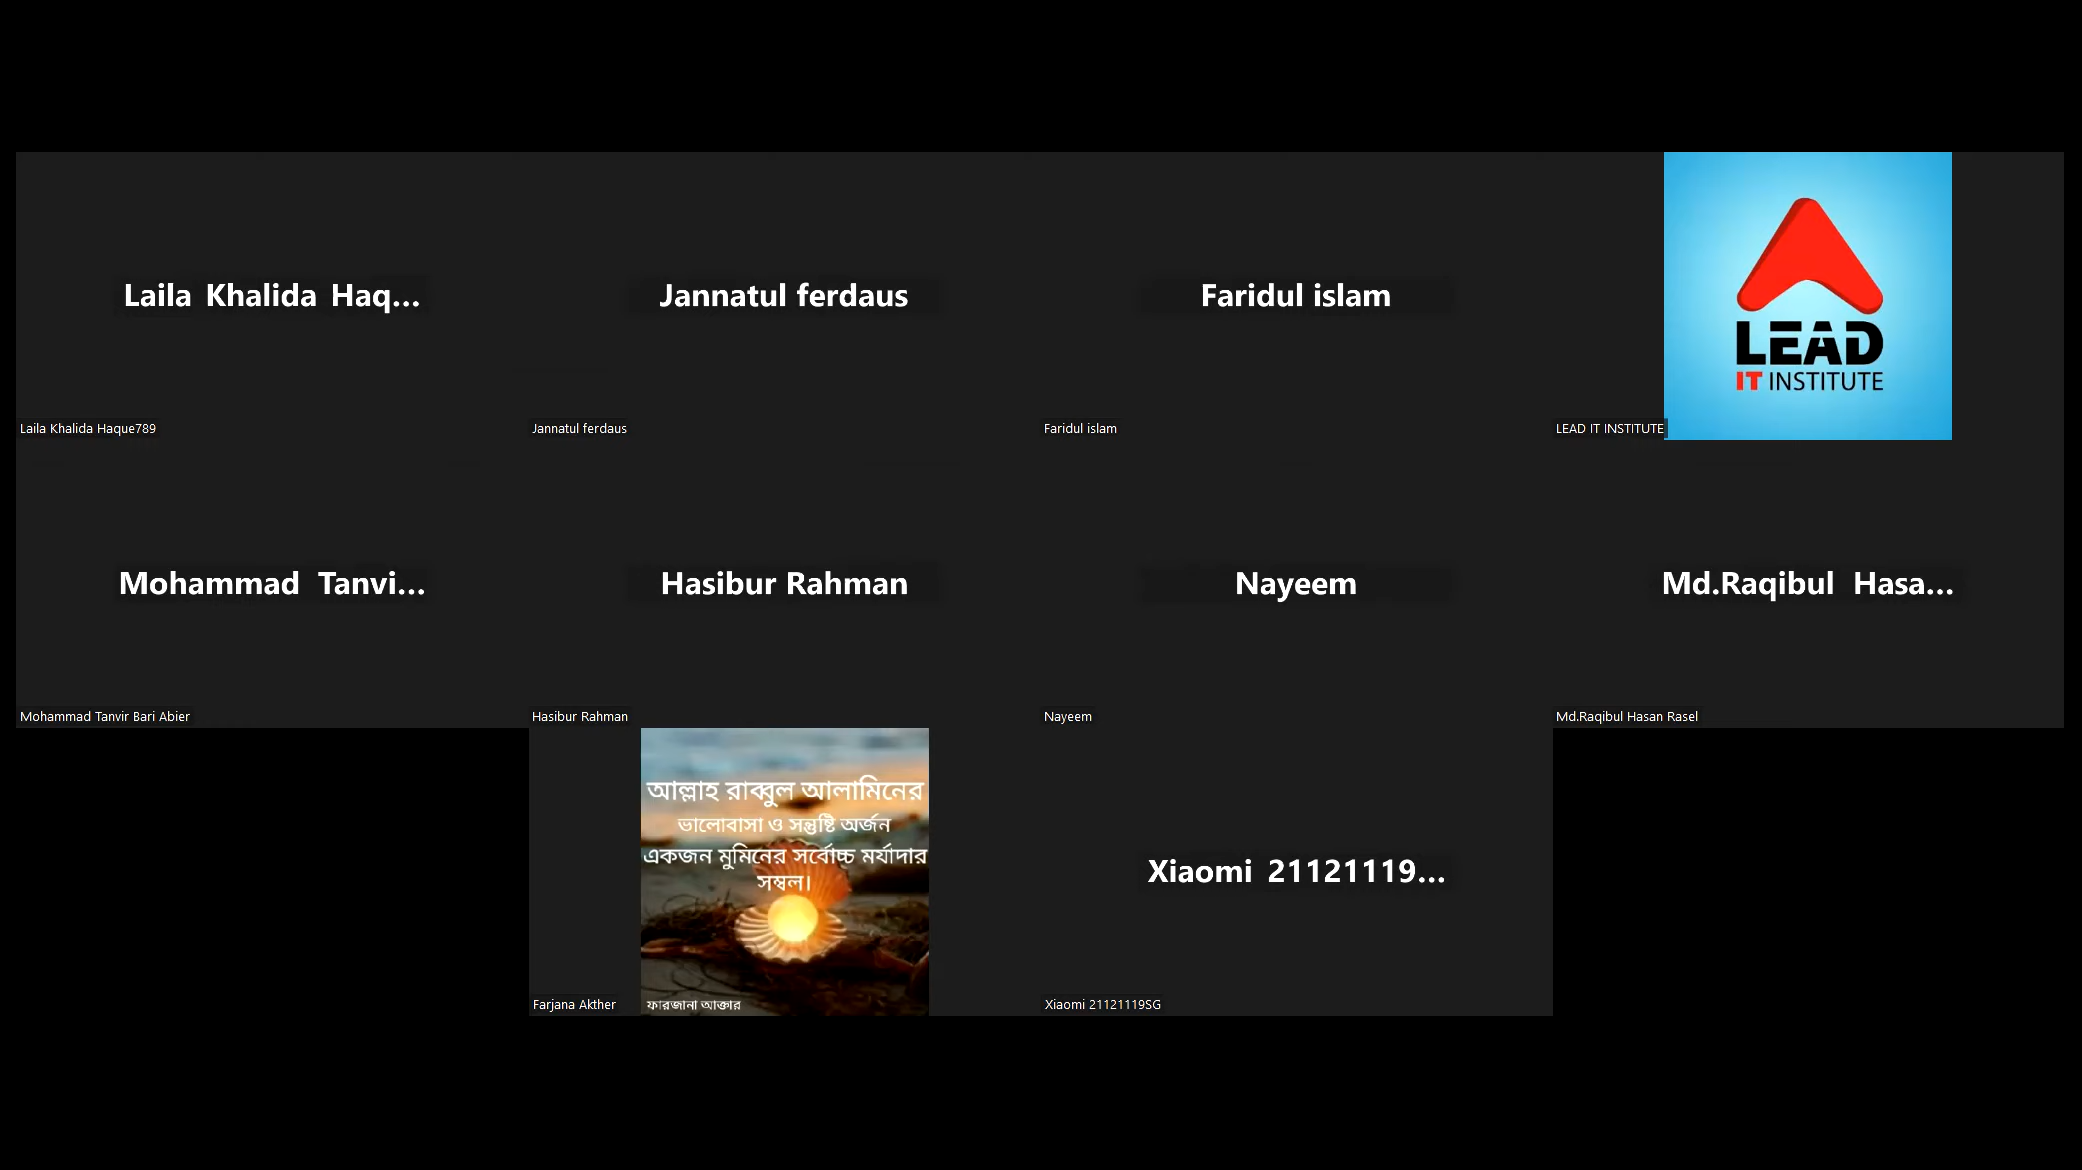 Laila Khalida Haq...
Jannatul ferdaus
Faridul islam
LEAD
IT INSTITUTE
Laila Khalida Haque789
Jannatul ferdaus
Faridul islam
LEAD IT INSTITUTE
Mohammad Tanvi...
Hasibur Rahman
Nayeem
Md.Raqibul Hasa...
Mohammad Tanvir Bari Abier
Hasibur Rahman
Nayeem
Md.Raqibul Hasan Rasel
আল্লাহ রাব্বুল আলামিনের
ভালোবাসা ও সন্তুষ্টি অর্জন
একজন মুমিনের সর্বোচ্চ মর্যাদার
সম্বল।
Xiaomi 21121119...
Farjana Akther
ফারজানা আক্তার
Xiaomi 21121119SG